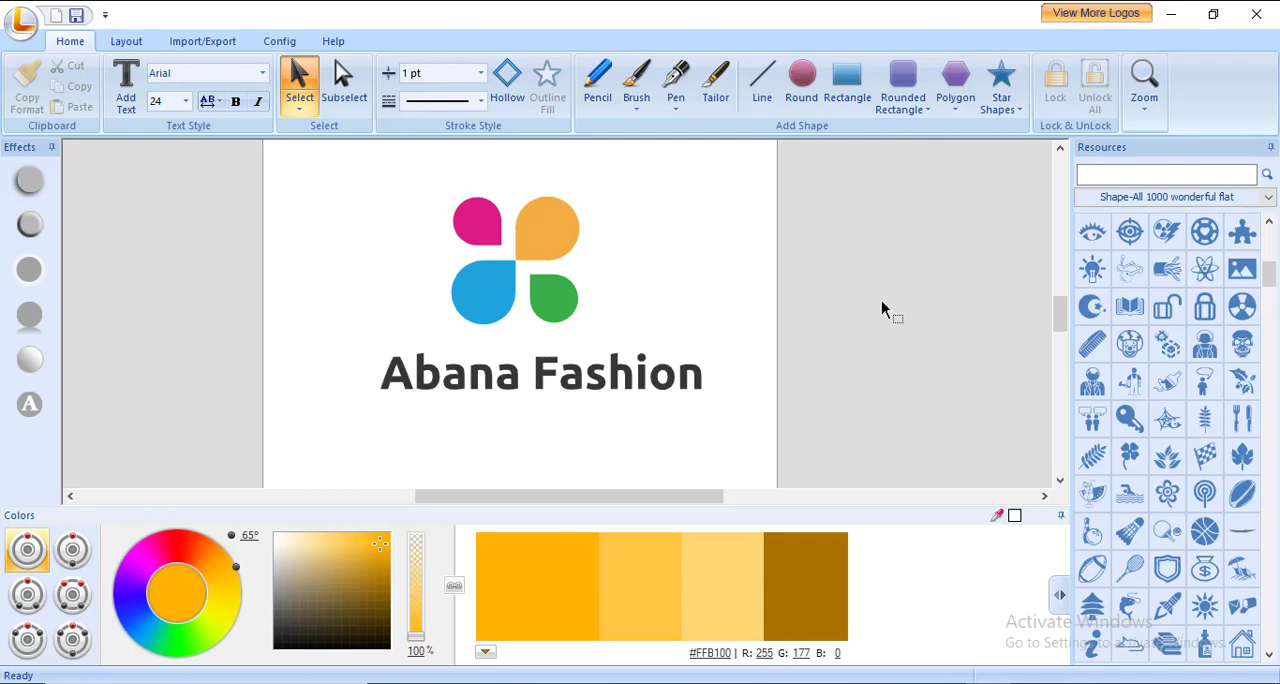 View More Logos
Home Layout Import/Export Config Help
Copy Format
Cut
Copy
Paste
Clipboard
Add Text
Arial
24
AB B I
Text Style
Select
Subselect
Select
1 pt
Hollow
Outline Fill
Stroke Style
Pencil
Brush
Pen
Tailor
Line
Round
Rectangle
Rounded Rectangle
Polygon
Star Shapes
Add Shape
Lock
Unlock All
Lock & UnLock
Zoom
Effects
A
Abana Fashion
Resources
Shape-All 1000 wonderful flat
Colors
65°
100 %
#FFB100 | R: 255 G: 177 B: 0
Activate Windows
Go to Settings to activate Windows.
Ready